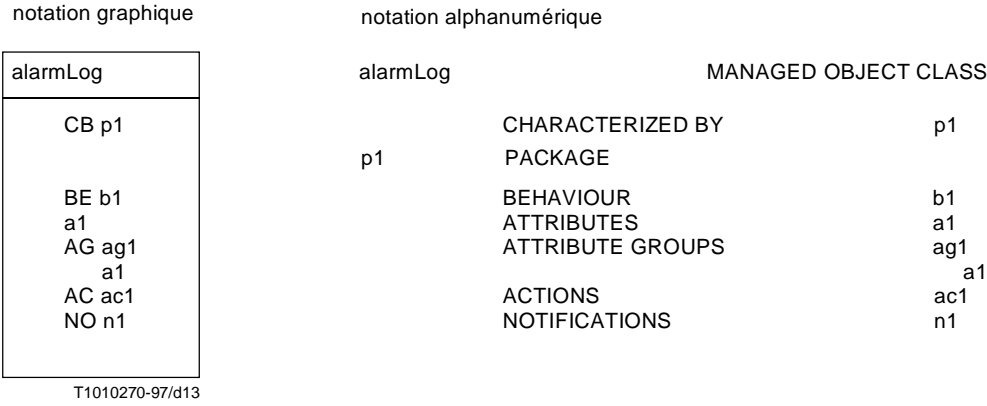 notation graphique notation alphanumérique
alarmLog alarmLog MANAGED OBJECT CLASS
CB p1 CHARACTERIZED BY p1
p1 PACKAGE
BE b1 BEHAVIOUR b1
a1 ATTRIBUTES a1
AG ag1 ATTRIBUTE GROUPS ag1
a1 a1
AC ac1 ACTIONS ac1
NO n1 NOTIFICATIONS n1
T1010270-97/d13